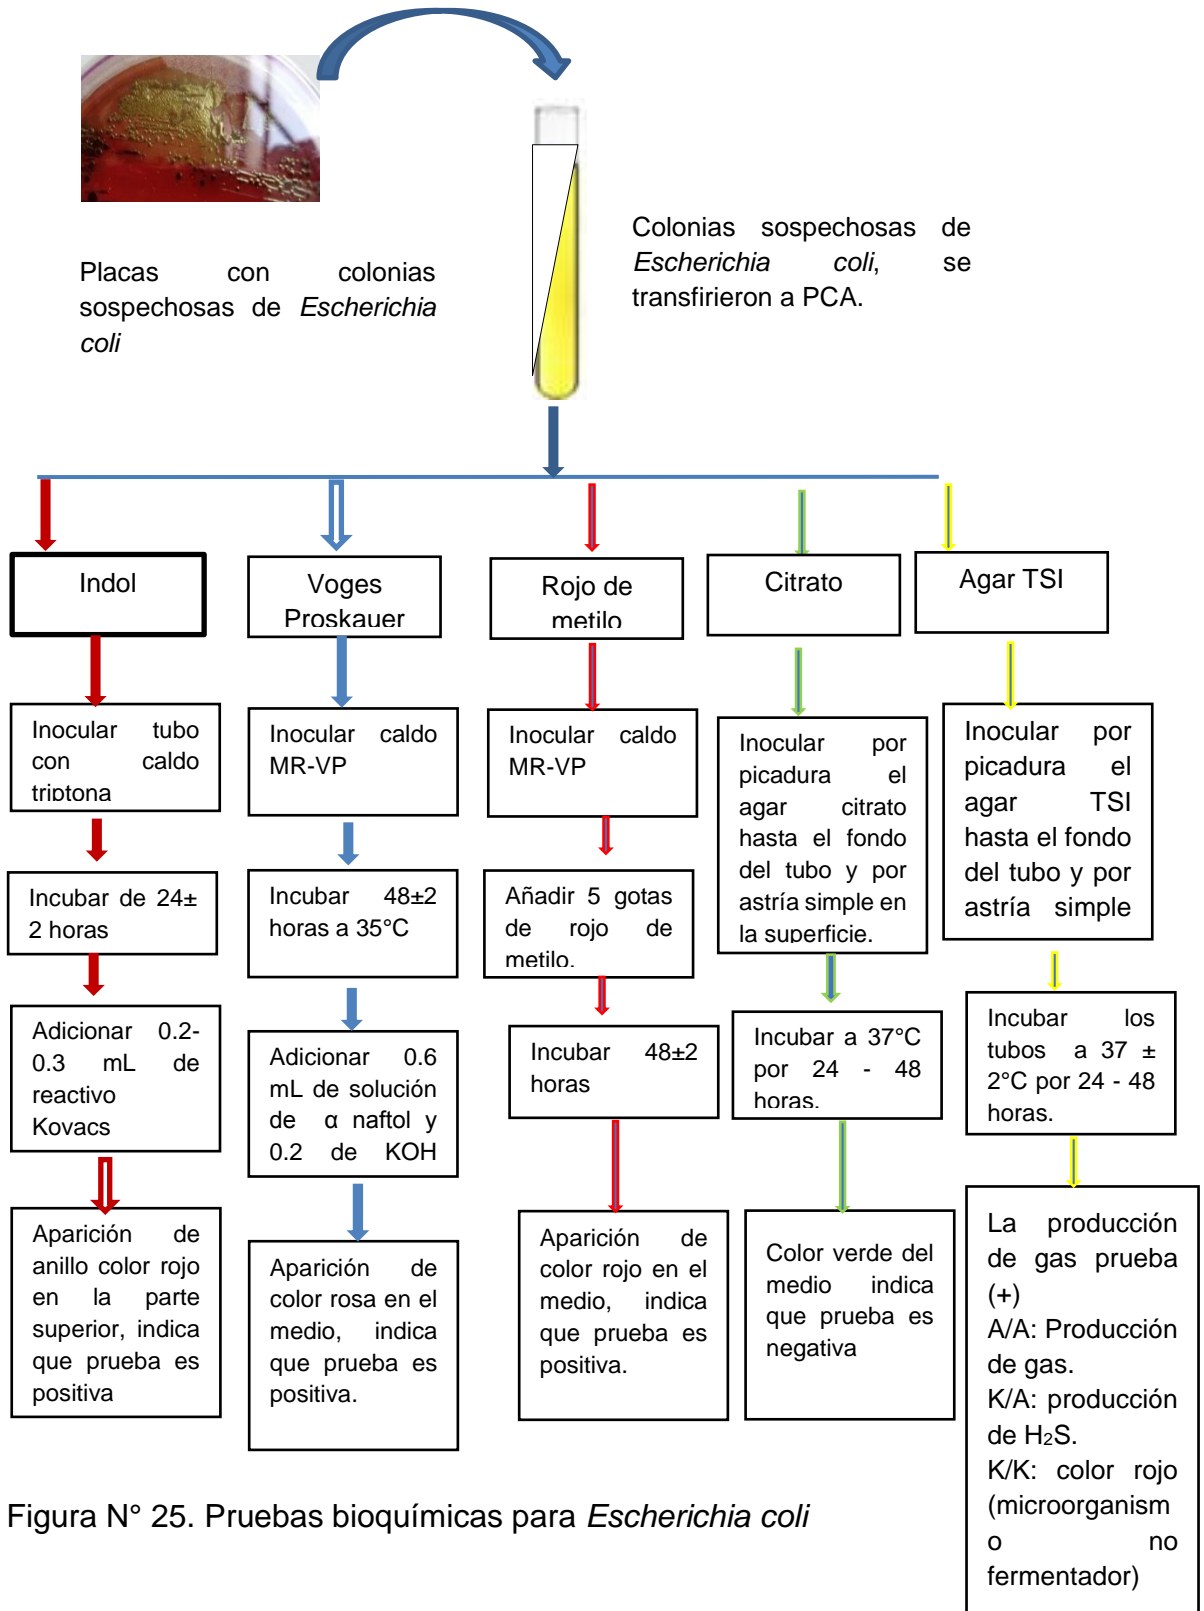 Placas con colonias
sospechosas de Escherichia
coli
Colonias sospechosas de
Escherichia coli, se
transfirieron a PCA.
Indol
Voges
Proskauer
Rojo de
metilo
Citrato
Agar TSI
Inocular tubo
con caldo
triptona
Inocular caldo
MR-VP
Inocular caldo
MR-VP
Inocular por
picadura el
agar citrato
hasta el fondo
del tubo y por
astría simple en
la superficie.
Inocular por
picadura el
agar TSI
hasta el fondo
del tubo y por
astría simple
Incubar de 24±
2 horas
Incubar 48±2
horas a 35°C
Añadir 5 gotas
de rojo de
metilo.
Adicionar 0.2-
0.3 mL de
reactivo
Kovacs
Adicionar 0.6
mL de solución
de α naftol y
0.2 de KOH
Incubar 48±2
horas
Incubar a 37°C
por 24 - 48
horas.
Incubar los
tubos a 37 ±
2°C por 24 - 48
horas.
Aparición de
anillo color rojo
en la parte
superior, indica
que prueba es
positiva
Aparición de
color rosa en el
medio, indica
que prueba es
positiva.
Aparición de
color rojo en el
medio, indica
que prueba es
positiva.
Color verde del
medio indica
que prueba es
negativa
La producción
de gas prueba
(+)
A/A: Producción
de gas.
K/A: producción
de H₂S.
K/K: color rojo
(microorganism
o no
fermentador)
Figura N° 25. Pruebas bioquímicas para Escherichia coli